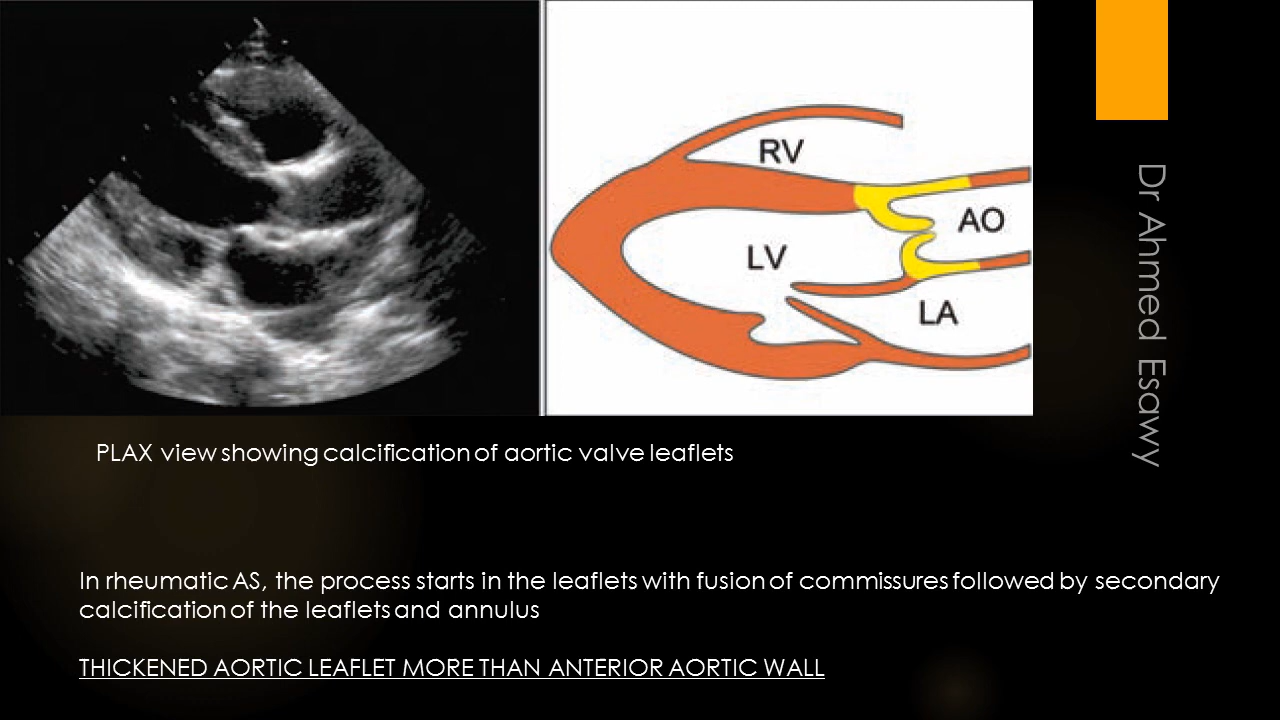 RV
AO
LV
LA
Dr Ahmed Esawy
PLAX view showing calcification of aortic valve leaflets
In rheumatic AS, the process starts in the leaflets with fusion of commissures followed by secondary
calcification of the leaflets and annulus
THICKENED AORTIC LEAFLET MORE THAN ANTERIOR AORTIC WALL